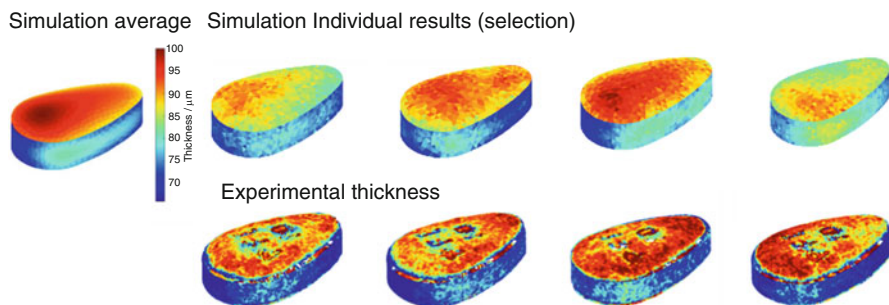 Simulation average
Simulation Individual results (selection)
100
95
90
85
80
75
70
Thickness / μm
Experimental thickness